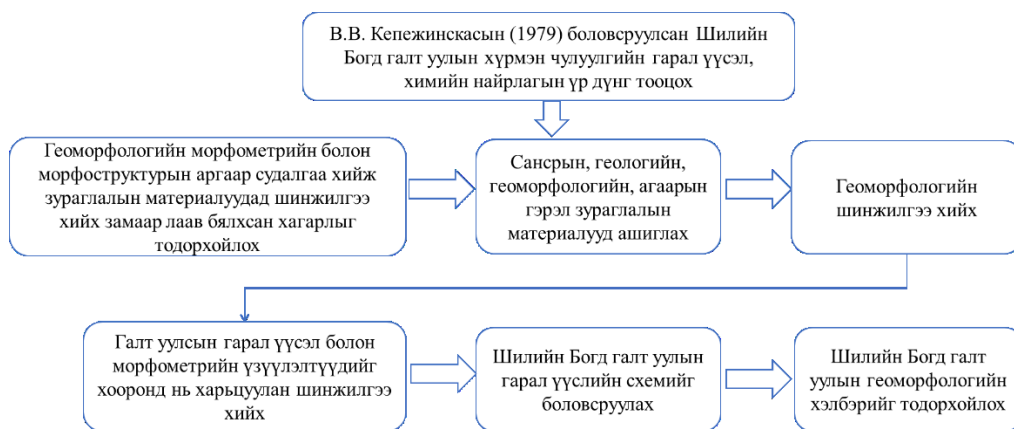 В.В. Кепежинскасын (1979) боловсруулсан Шилийн
Богд галт уулын хүрмэн чулуулгийн гарал үүсэл,
химийн найрлагын үр дүнг тооцох
Геоморфологийн морфометрийн болон
морфоструктурын аргаар судалгаа хийж
зураглалын материалуудад шинжилгээ
хийх замаар лаав бялхсан хагарлыг
тодорхойлох
Сансрын, геологийн,
геоморфологийн, агаарын
гэрэл зураглалын
материалууд ашиглах
Геоморфологийн
шинжилгээ хийх
Галт уулсын гарал үүсэл болон
морфометрийн үзүүлэлтүүдийг
хооронд нь харьцуулан шинжилгээ
хийх
Шилийн Богд галт уулын
гарал үүслийн схемийг
боловсруулах
Шилийн Богд галт
уулын геоморфологийн
хэлбэрийг тодорхойлох